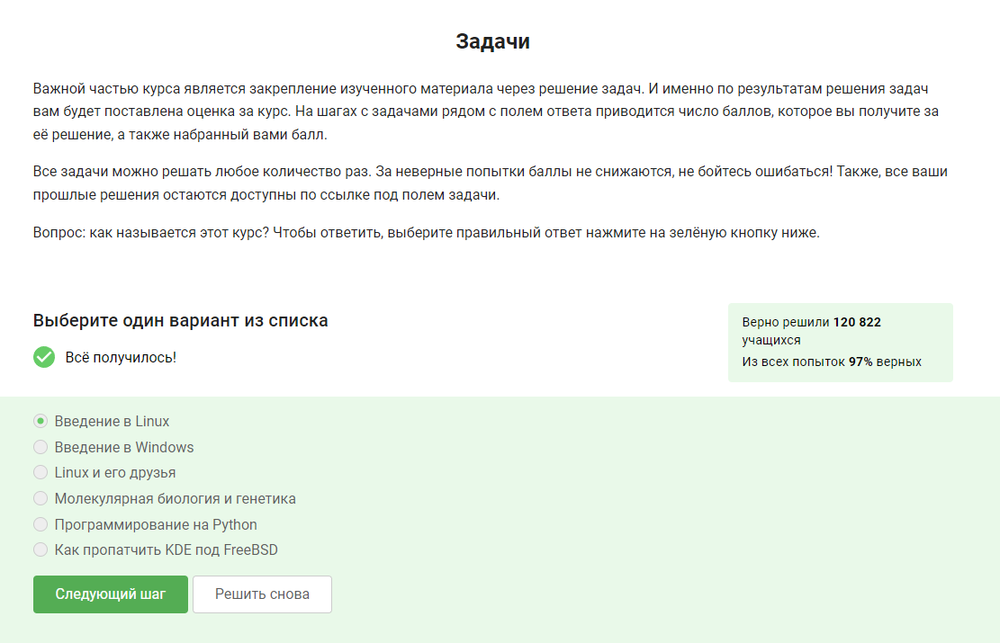 Задачи
Важной частью курса является закрепление изученного материала через решение задач. И именно по результатам решения задач
вам будет поставлена оценка за курс. На шагах с задачами рядом с полем ответа приводится число баллов, которое вы получите за
её решение, а также набранный вами балл.
Все задачи можно решать любое количество раз. За неверные попытки баллы не снижаются, не бойтесь ошибаться! Также, все ваши
прошлые решения остаются доступны по ссылке под полем задачи.
Вопрос: как называется этот курс? Чтобы ответить, выберите правильный ответ нажмите на зелёную кнопку ниже.
Выберите один вариант из списка
Всё получилось!
Верно решили 120 822
учащихся
Из всех попыток 97% верных
Введение в Linux
Введение в Windows
Linux и его друзья
Молекулярная биология и генетика
Программирование на Python
Как пропатчить KDE под FreeBSD
Следующий шаг
Решить снова